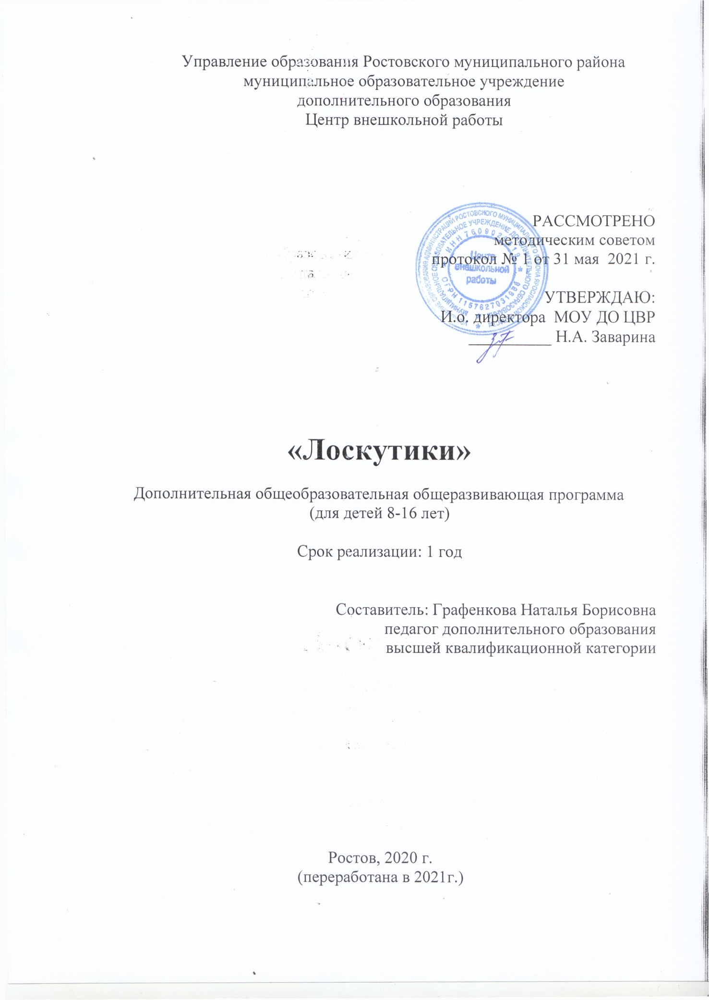 Управление образования Ростовского муниципального района
муниципальное образовательное учреждение
дополнительного образования
Центр внешкольной работы
РАССМОТРЕНО
методическим советом
протокол № 1 от 31 мая 2021 г.
УТВЕРЖДАЮ:
И.о. директора МОУ ДО ЦВР
Н.А. Заварина
Центр
внешкольной
работы
ОГРН 1157627031988
«Лоскутики»
Дополнительная общеобразовательная общеразвивающая программа
(для детей 8-16 лет)
Срок реализации: 1 год
Составитель: Графенкова Наталья Борисовна
педагог дополнительного образования
высшей квалификационной категории
Ростов, 2020 г.
(переработана в 2021г.)